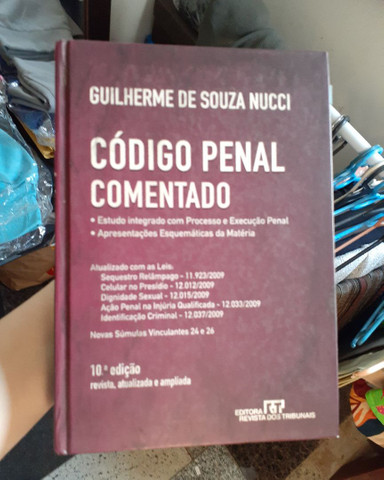 GUILHERME DE SOUZA NUCCI
CÓDIGO PENAL
COMENTADO
• Estudo integrado com Processo e Execução Penal
• Apresentações Esquemáticas da Matéria
Atualizado com as Leis:
Sequestro Relâmpago - 11.923/2009
Celular no Presídio - 12.012/2009
Dignidade Sexual - 12.015/2009
Ação Penal na Injúria Qualificada - 12.033/2009
Identificação Criminal - 12.037/2009
Novas Súmulas Vinculantes 24 e 26
10.ª edição
revista, atualizada e ampliada
EDITORA RT
REVISTA DOS TRIBUNAIS